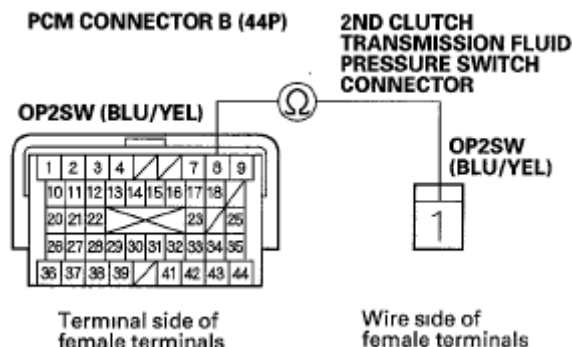 PCM CONNECTOR B (44P)
2ND CLUTCH
TRANSMISSION FLUID
PRESSURE SWITCH
CONNECTOR
Ω
OP2SW (BLU/YEL)
OP2SW
(BLU/YEL)
1 2 3 4 7 8 9
10 11 12 13 14 15 16 17 18
20 21 22 23 25
26 27 28 29 30 31 32 33 34 35
36 37 38 39 41 42 43 44
1
Terminal side of
female terminals
Wire side of
female terminals